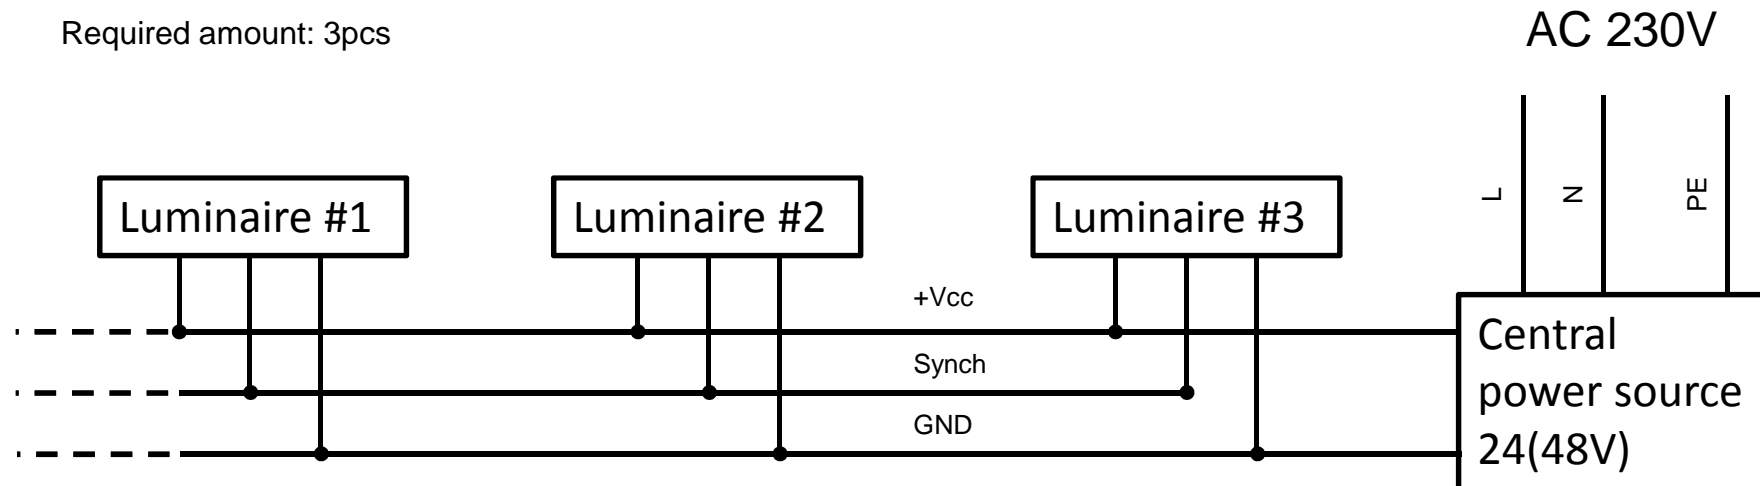 Required amount: 3pcs
AC 230V
L
N
PE
Luminaire #1
Luminaire #2
Luminaire #3
+Vcc
Synch
GND
Central
power source
24(48V)